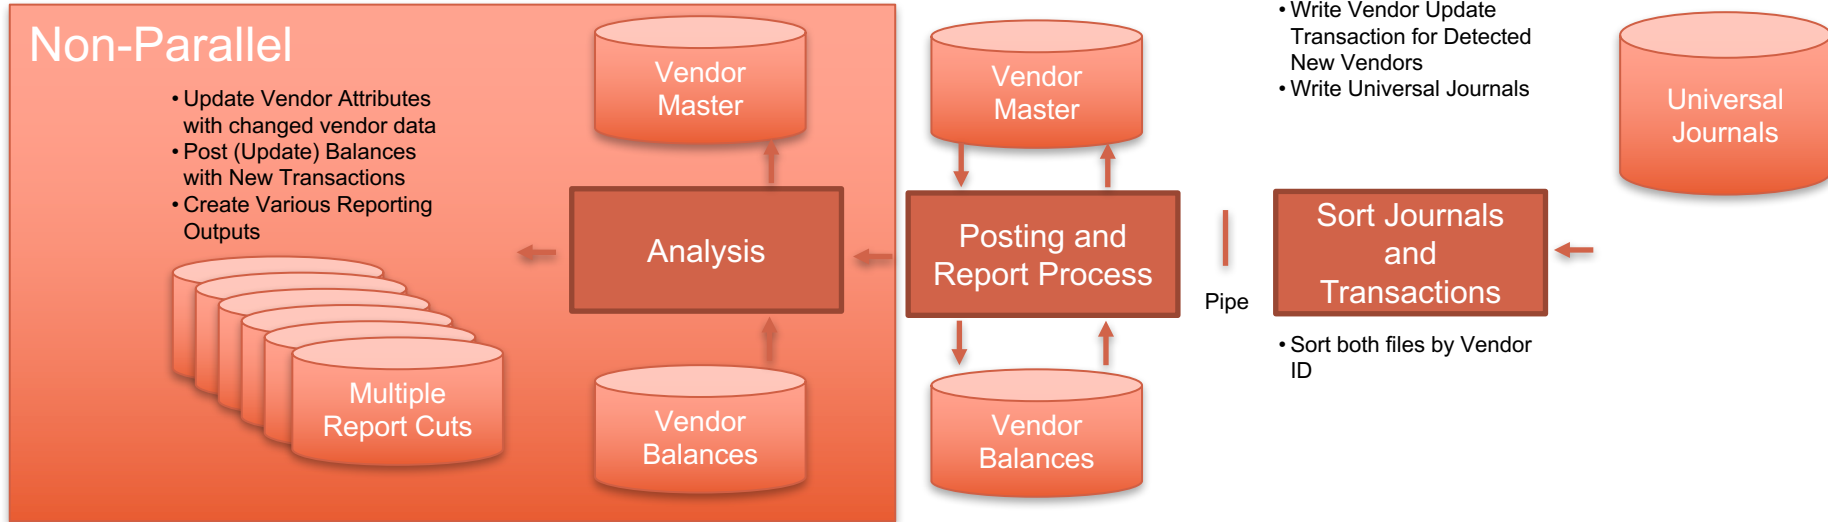 Non-Parallel
• Update Vendor Attributes
with changed vendor data
• Post (Update) Balances
with New Transactions
• Create Various Reporting
Outputs
Vendor
Master
Analysis
Vendor
Balances
Multiple
Report Cuts
Vendor
Master
Posting and
Report Process
Vendor
Balances
Pipe
• Write Vendor Update
Transaction for Detected
New Vendors
• Write Universal Journals
Sort Journals
and
Transactions
• Sort both files by Vendor
ID
Universal
Journals